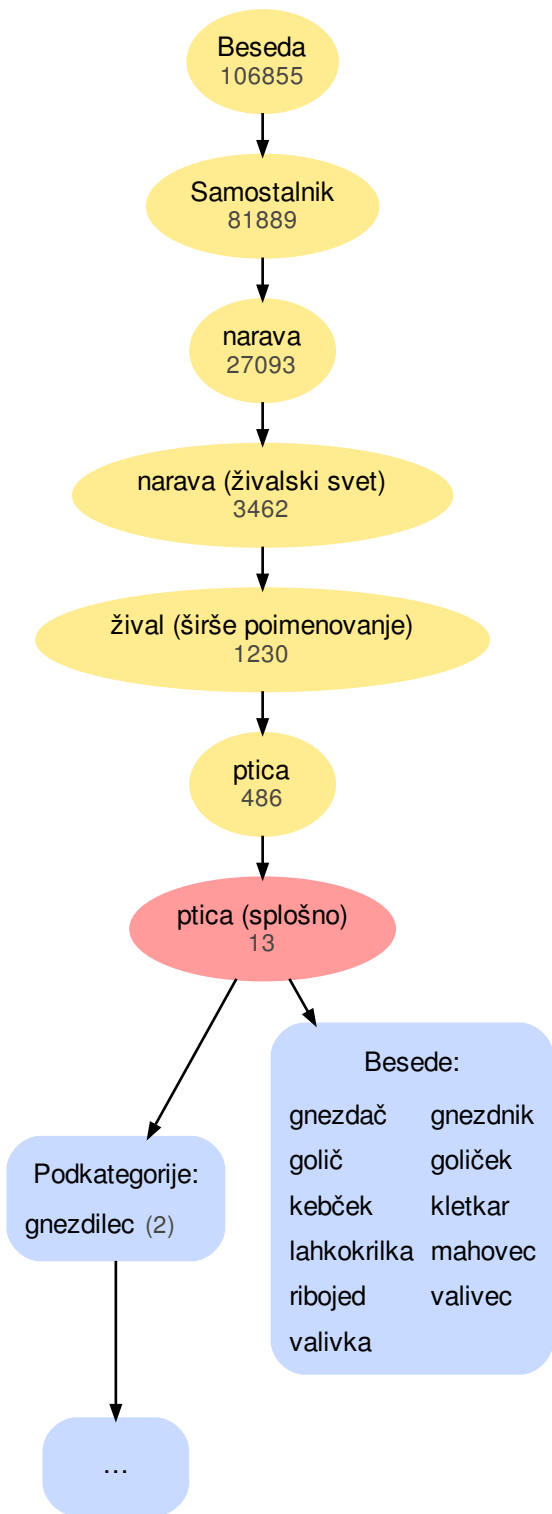 Beseda
106855
Samostalnik
81889
narava
27093
narava (živalski svet)
3462
žival (širše poimenovanje)
1230
ptica
486
ptica (splošno)
13
Podkategorije:
gnezdilec (2)
...
Besede:
gnezdač gnezdnik
golič goliček
kebček kletkar
lahkokrilka mahovec
ribojed valivec
valivka